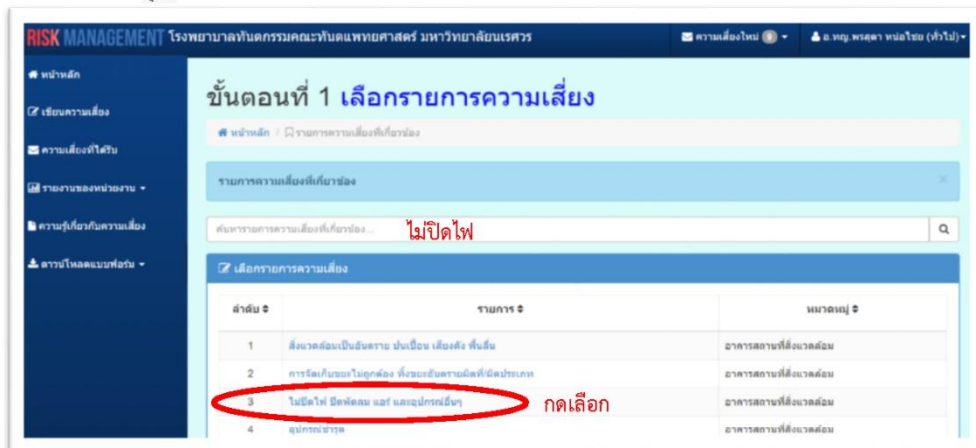 RISK MANAGEMENT โรงพยาบาลทันตกรรมคณะทันตแพทยศาสตร์ มหาวิทยาลัยนเรศวร ความเสี่ยงใหม่ 0 อ.ทญ.พรสุดา หน่อไชย (ทั่วไป)
หน้าหลัก
เขียนความเสี่ยง
ความเสี่ยงที่ได้รับ
รายงานของหน่วยงาน
ความรู้เกี่ยวกับความเสี่ยง
ดาวน์โหลดแบบฟอร์ม
ขั้นตอนที่ 1 เลือกรายการความเสี่ยง
หน้าหลัก / รายการความเสี่ยงที่เกี่ยวข้อง
รายการความเสี่ยงที่เกี่ยวข้อง ×
ค้นหารายการความเสี่ยงที่เกี่ยวข้อง... ไม่ปิดไฟ
เลือกรายการความเสี่ยง
ลำดับ รายการ หมวดหมู่
1 สิ่งแวดล้อมเป็นอันตราย ปนเปื้อน เสียงดัง พื้นลื่น อาคารสถานที่สิ่งแวดล้อม
2 การจัดเก็บขยะไม่ถูกต้อง ทิ้งขยะอันตรายผิดที่/ผิดประเภท อาคารสถานที่สิ่งแวดล้อม
3 ไม่ปิดไฟ ปิดพัดลม แอร์ และอุปกรณ์อื่นๆ กดเลือก อาคารสถานที่สิ่งแวดล้อม
4 อุปกรณ์ชำรุด อาคารสถานที่สิ่งแวดล้อม